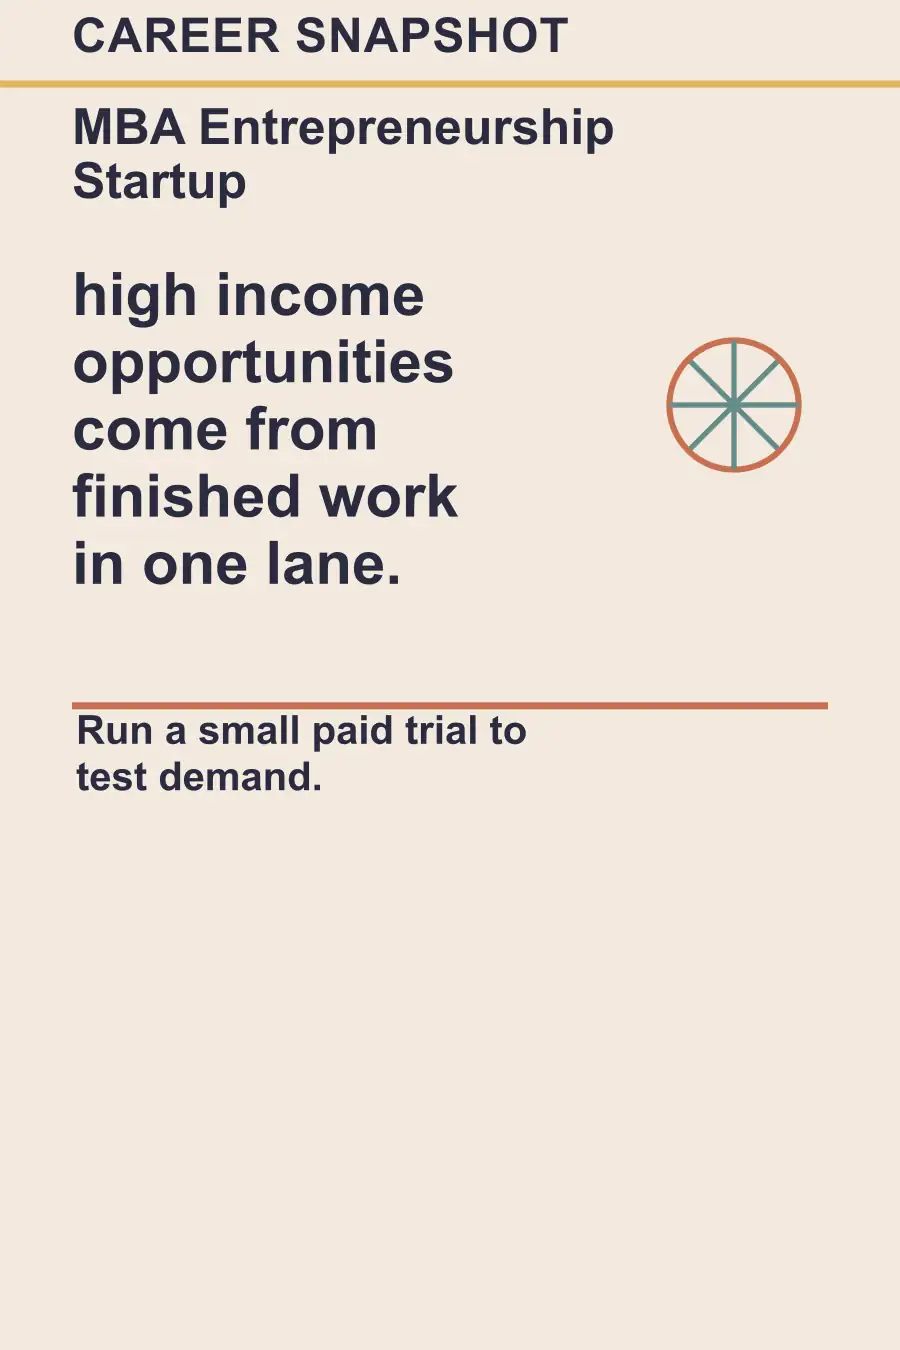 CAREER SNAPSHOT
MBA Entrepreneurship
Startup
high income
opportunities
come from
finished work
in one lane.
Run a small paid trial to
test demand.